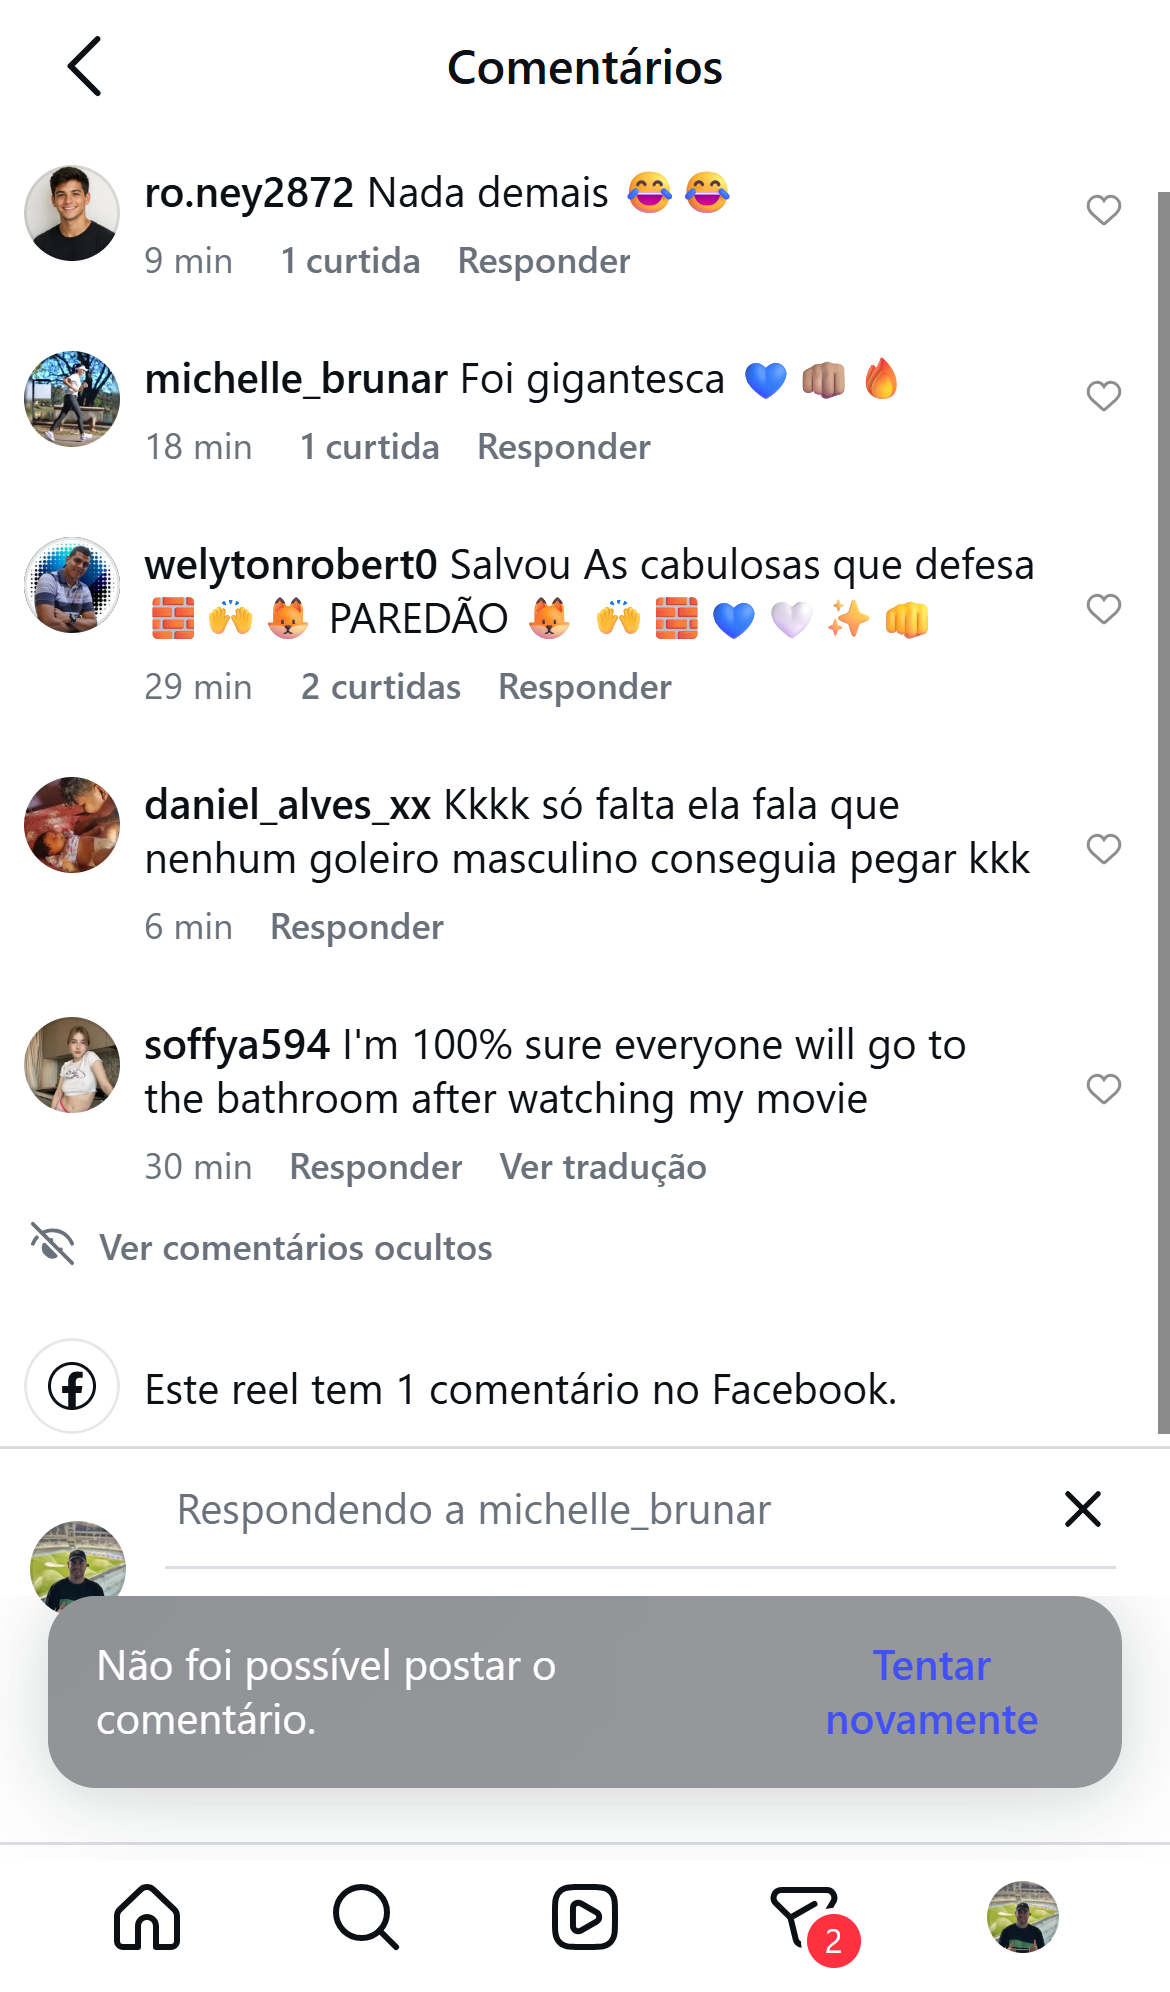 Comentários
ro.ney2872 Nada demais 😂😂
9 min 1 curtida Responder
michelle_brunar Foi gigantesca 💙👊🏽🔥
18 min 1 curtida Responder
welytonrobert0 Salvou As cabulosas que defesa
🧱🙌🦊 PAREDÃO 🦊🙌🧱💙🤍✨👊
29 min 2 curtidas Responder
daniel_alves_xx Kkkk só falta ela fala que
nenhum goleiro masculino conseguia pegar kkk
6 min Responder
soffya594 I'm 100% sure everyone will go to
the bathroom after watching my movie
30 min Responder Ver tradução
Ver comentários ocultos
Este reel tem 1 comentário no Facebook.
Respondendo a michelle_brunar
Não foi possível postar o
comentário.
Tentar
novamente
2